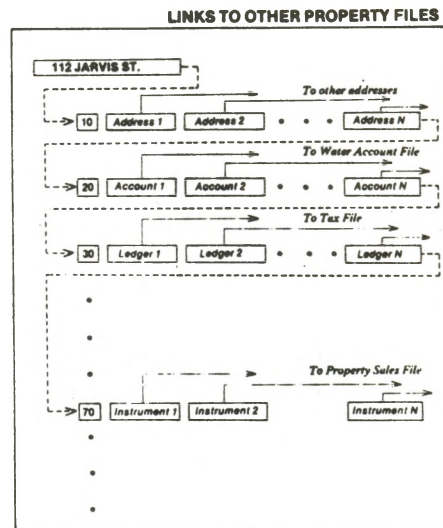 LINKS TO OTHER PROPERTY FILES
112 JARVIS ST.
To other addresses
10 Address 1 Address 2 Address N
To Water Account File
20 Account 1 Account 2 Account N
To Tax File
30 Ledger 1 Ledger 2 Ledger N
To Property Sales File
70 Instrument 1 Instrument 2 Instrument N